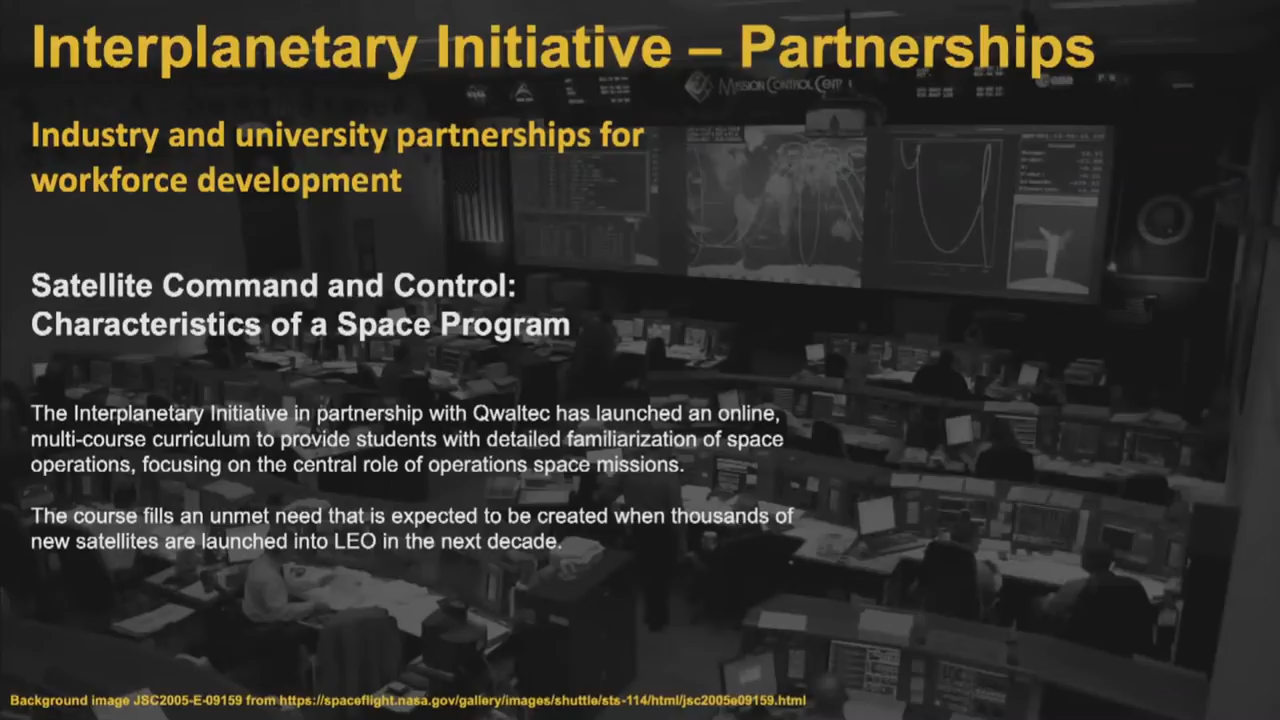 Interplanetary Initiative – Partnerships
MISSION CONTROL CENT
Industry and university partnerships for
workforce development
Satellite Command and Control:
Characteristics of a Space Program
The Interplanetary Initiative in partnership with Qwaltec has launched an online,
multi-course curriculum to provide students with detailed familiarization of space
operations, focusing on the central role of operations space missions.
The course fills an unmet need that is expected to be created when thousands of
new satellites are launched into LEO in the next decade.
Background image JSC2005-E-09159 from https://spaceflight.nasa.gov/gallery/images/shuttle/sts-114/html/jsc2005e09159.html